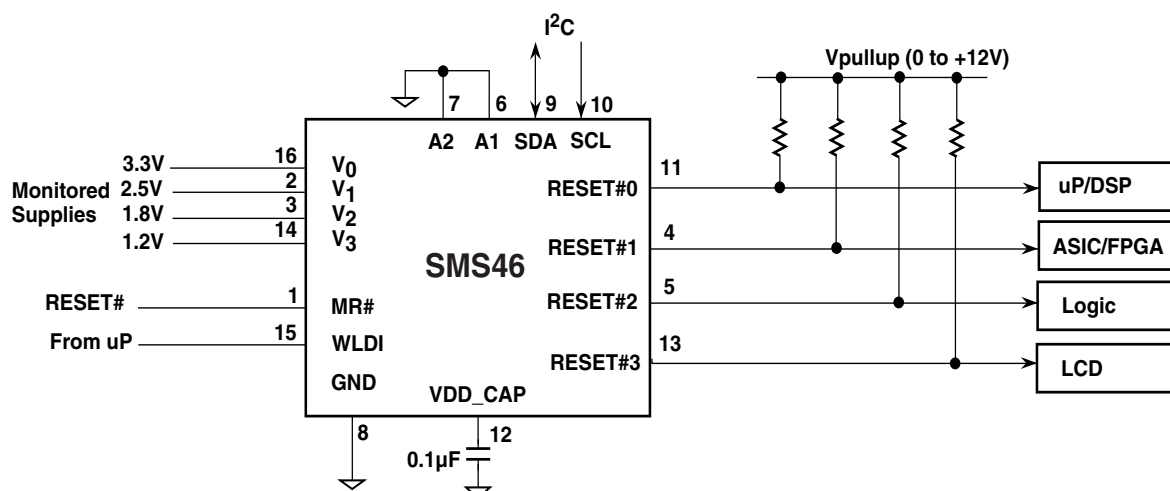 I²C
Vpullup (0 to +12V)
7 6 9 10
A2 A1 SDA SCL
Monitored Supplies
3.3V 16 V0
2.5V 2 V1
1.8V 3 V2
1.2V 14 V3
RESET# 1 MR#
From uP 15 WLDI
GND
8
SMS46
VDD_CAP
12
0.1µF
RESET#0 11 uP/DSP
RESET#1 4 ASIC/FPGA
RESET#2 5 Logic
RESET#3 13 LCD